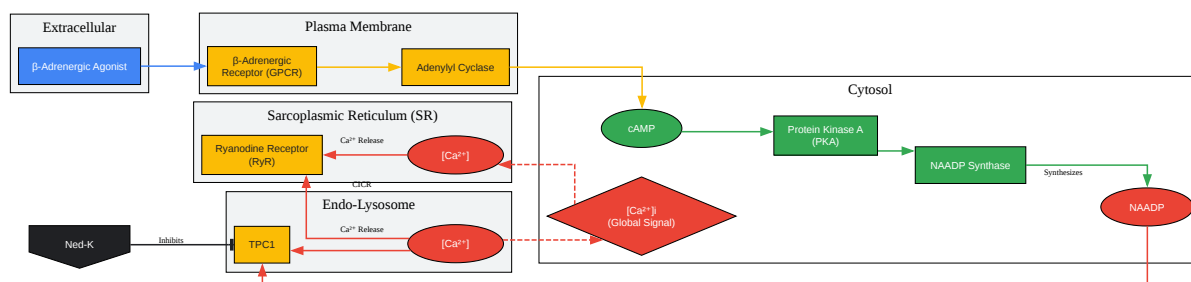 Extracellular
β-Adrenergic Agonist
Plasma Membrane
β-Adrenergic
Receptor (GPCR)
Adenylyl Cyclase
Cytosol
cAMP
Protein Kinase A
(PKA)
NAADP Synthase
Synthesizes
NAADP
[Ca²⁺]i
(Global Signal)
Sarcoplasmic Reticulum (SR)
Ryanodine Receptor
(RyR)
Ca²⁺ Release
[Ca²⁺]
CICR
Endo-Lysosome
Ca²⁺ Release
TPC1
[Ca²⁺]
Ned-K
Inhibits